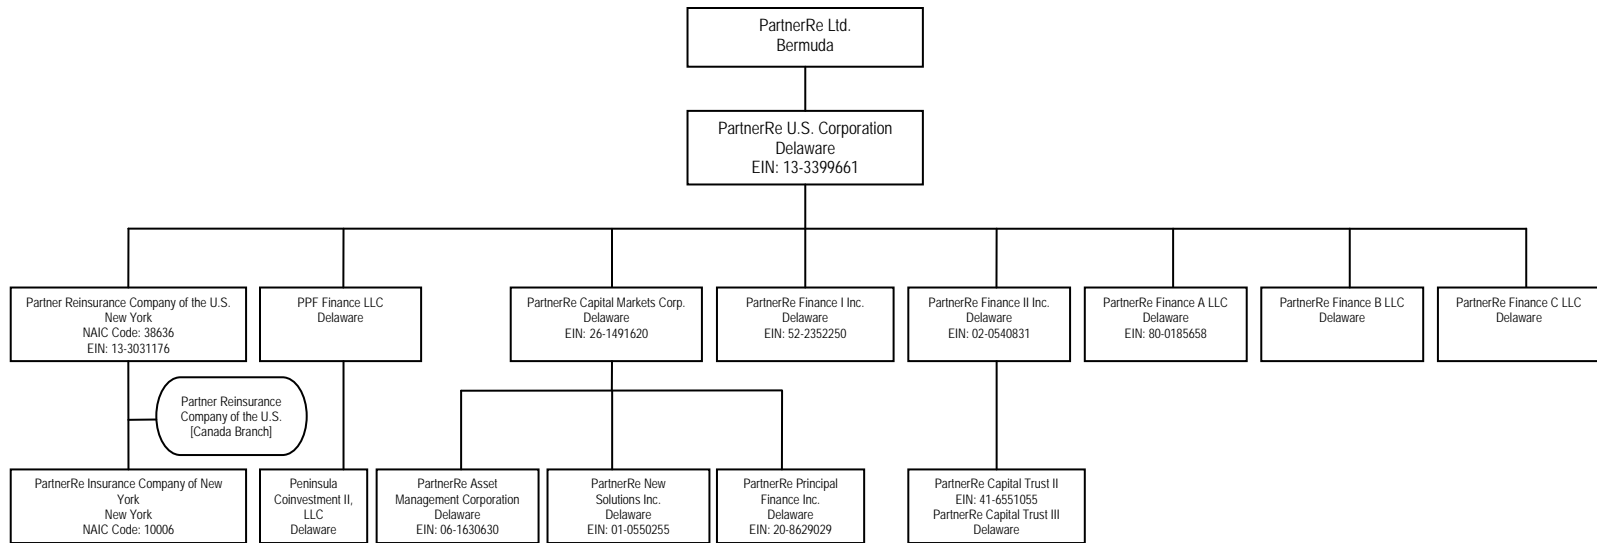 PartnerRe Ltd.
Bermuda
PartnerRe U.S. Corporation
Delaware
EIN: 13-3399661
Partner Reinsurance Company of the U.S.
New York
NAIC Code: 38636
EIN: 13-3031176
PPF Finance LLC
Delaware
PartnerRe Capital Markets Corp.
Delaware
EIN: 26-1491620
PartnerRe Finance I Inc.
Delaware
EIN: 52-2352250
PartnerRe Finance II Inc.
Delaware
EIN: 02-0540831
PartnerRe Finance A LLC
Delaware
EIN: 80-0185658
PartnerRe Finance B LLC
Delaware
PartnerRe Finance C LLC
Delaware
Partner Reinsurance
Company of the U.S.
[Canada Branch]
PartnerRe Insurance Company of New
York
New York
NAIC Code: 10006
Peninsula
Coinvestment II,
LLC
Delaware
PartnerRe Asset
Management Corporation
Delaware
EIN: 06-1630630
PartnerRe New
Solutions Inc.
Delaware
EIN: 01-0550255
PartnerRe Principal
Finance Inc.
Delaware
EIN: 20-8629029
PartnerRe Capital Trust II
EIN: 41-6551055
PartnerRe Capital Trust III
Delaware